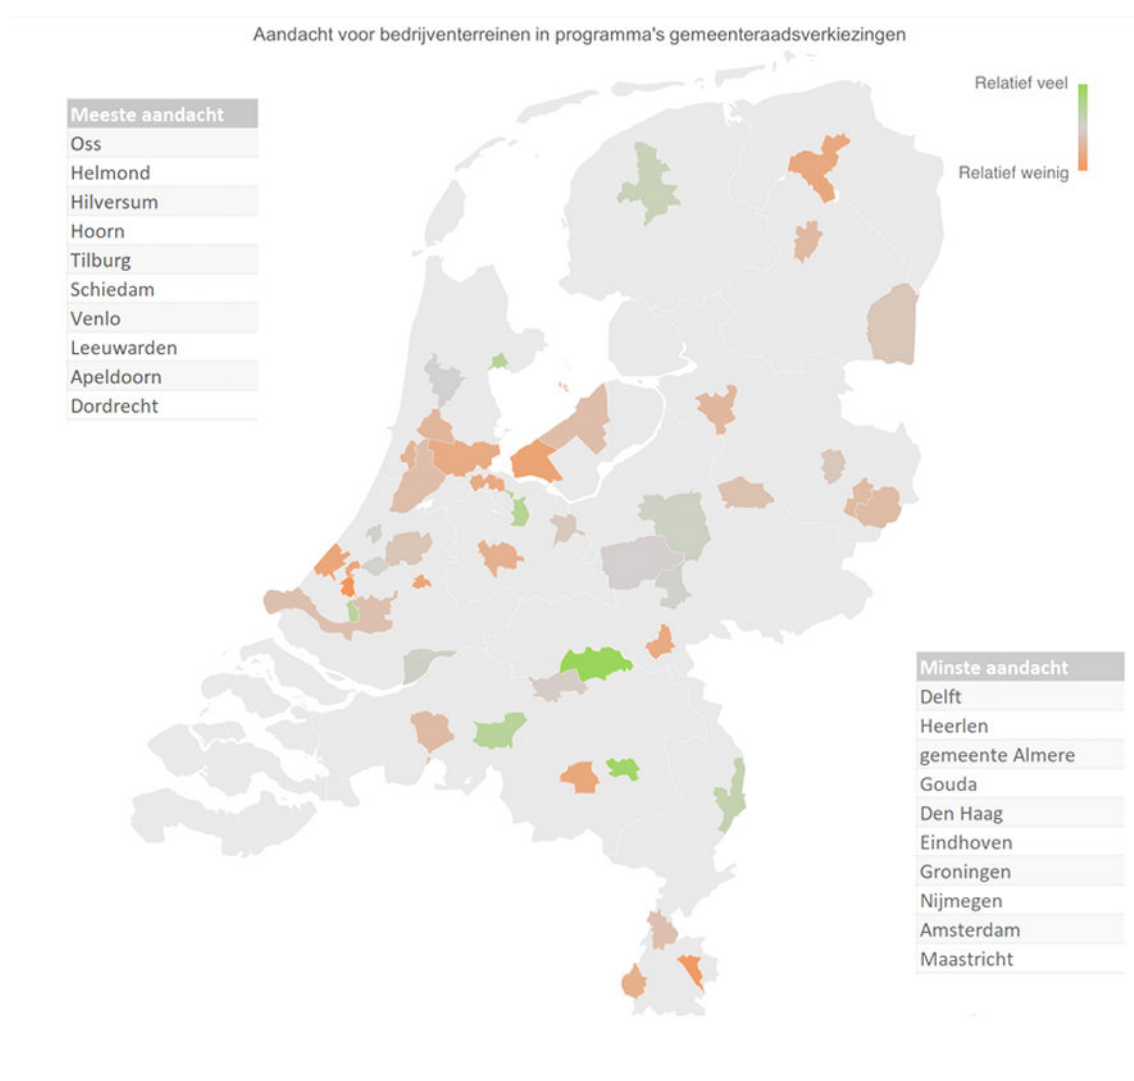 Aandacht voor bedrijventerreinen in programma's gemeenteraadsverkiezingen
Relatief veel
Relatief weinig
Meeste aandacht
Oss
Helmond
Hilversum
Hoorn
Tilburg
Schiedam
Venlo
Leeuwarden
Apeldoorn
Dordrecht
Minste aandacht
Delft
Heerlen
gemeente Almere
Gouda
Den Haag
Eindhoven
Groningen
Nijmegen
Amsterdam
Maastricht